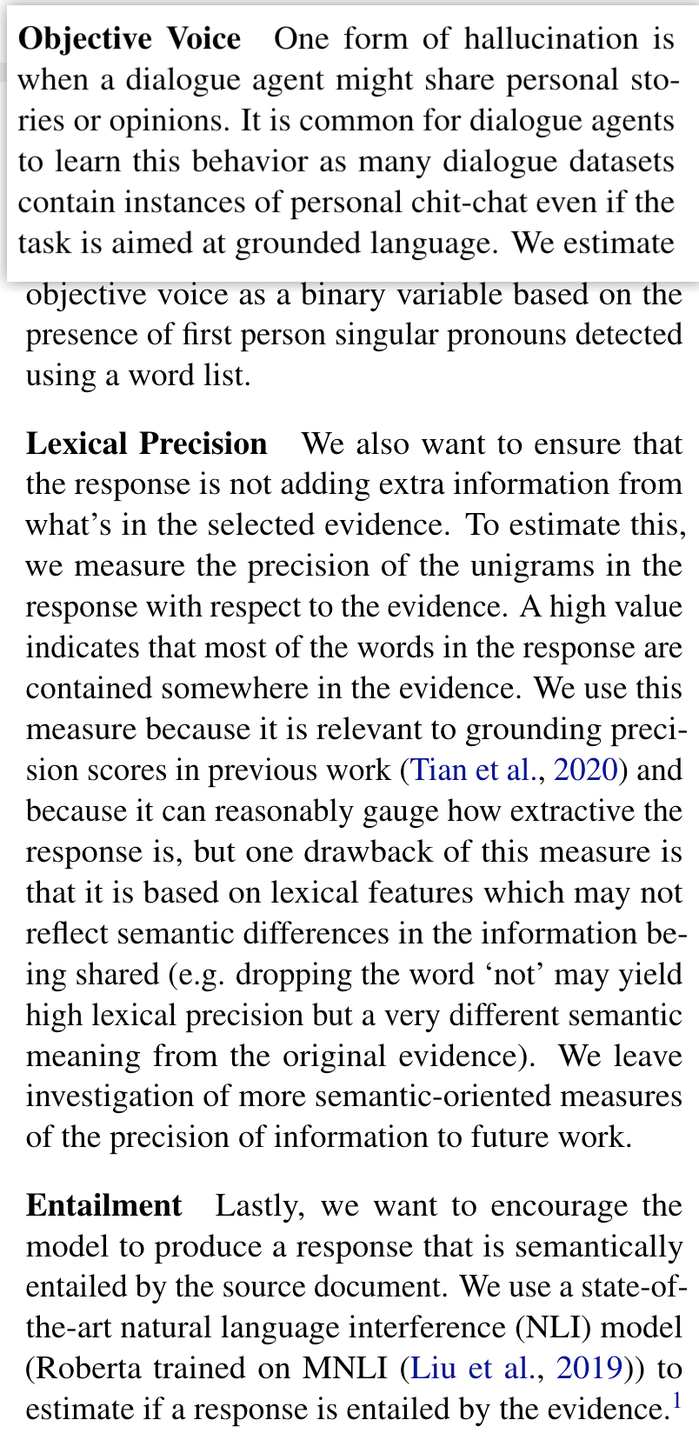 Objective Voice One form of hallucination is
when a dialogue agent might share personal sto-
ries or opinions. It is common for dialogue agents
to learn this behavior as many dialogue datasets
contain instances of personal chit-chat even if the
task is aimed at grounded language. We estimate
objective voice as a binary variable based on the
presence of first person singular pronouns detected
using a word list.
Lexical Precision We also want to ensure that
the response is not adding extra information from
what's in the selected evidence. To estimate this,
we measure the precision of the unigrams in the
response with respect to the evidence. A high value
indicates that most of the words in the response are
contained somewhere in the evidence. We use this
measure because it is relevant to grounding preci-
sion scores in previous work (Tian et al., 2020) and
because it can reasonably gauge how extractive the
response is, but one drawback of this measure is
that it is based on lexical features which may not
reflect semantic differences in the information be-
ing shared (e.g. dropping the word ‘not’ may yield
high lexical precision but a very different semantic
meaning from the original evidence). We leave
investigation of more semantic-oriented measures
of the precision of information to future work.
Entailment Lastly, we want to encourage the
model to produce a response that is semantically
entailed by the source document. We use a state-of-
the-art natural language interference (NLI) model
(Roberta trained on MNLI (Liu et al., 2019)) to
estimate if a response is entailed by the evidence.1